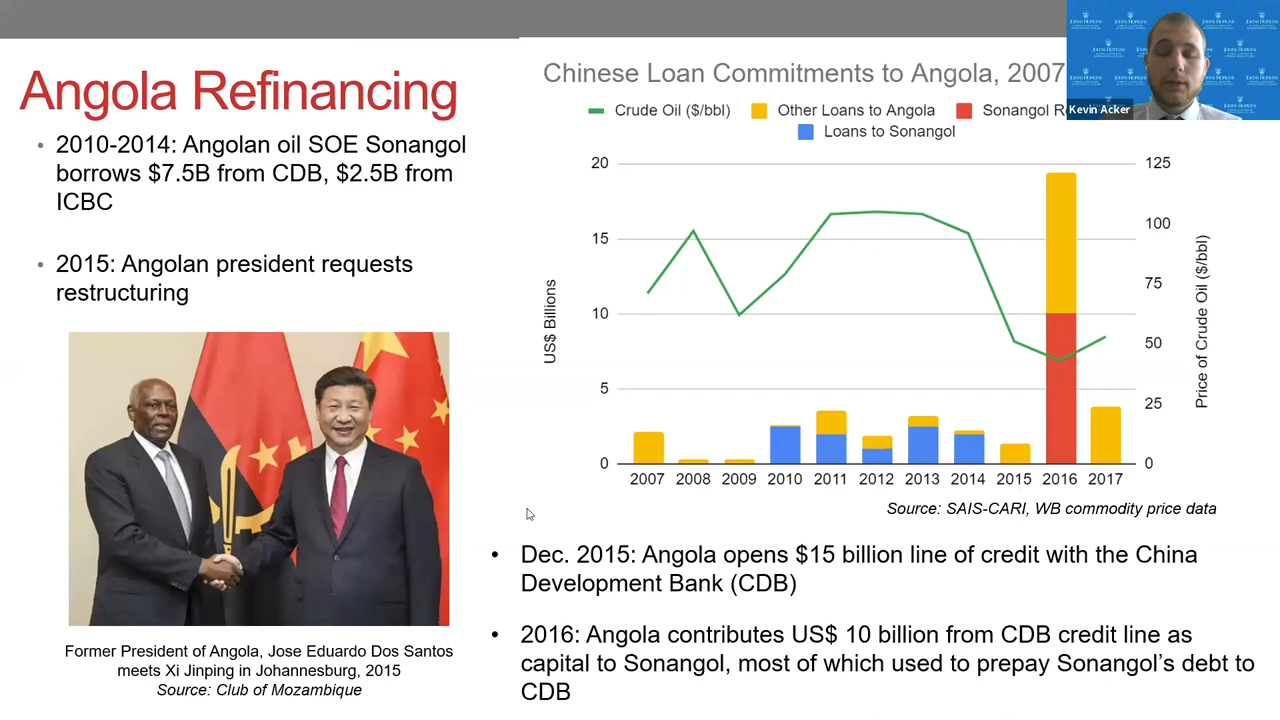 Angola Refinancing
• 2010-2014: Angolan oil SOE Sonangol
borrows $7.5B from CDB, $2.5B from
ICBC
• 2015: Angolan president requests
restructuring
Former President of Angola, Jose Eduardo Dos Santos
meets Xi Jinping in Johannesburg, 2015
Source: Club of Mozambique
Chinese Loan Commitments to Angola, 2007
Crude Oil ($/bbl) Other Loans to Angola Sonangol R
Loans to Sonangol
US$ Billions
20
15
10
5
0
125
100
75
50
25
0
Price of Crude Oil ($/bbl)
2007 2008 2009 2010 2011 2012 2013 2014 2015 2016 2017
Source: SAIS-CARI, WB commodity price data
• Dec. 2015: Angola opens $15 billion line of credit with the China
Development Bank (CDB)
• 2016: Angola contributes US$ 10 billion from CDB credit line as
capital to Sonangol, most of which used to prepay Sonangol’s debt to
CDB
JOHNS HOPKINS
Kevin Acker